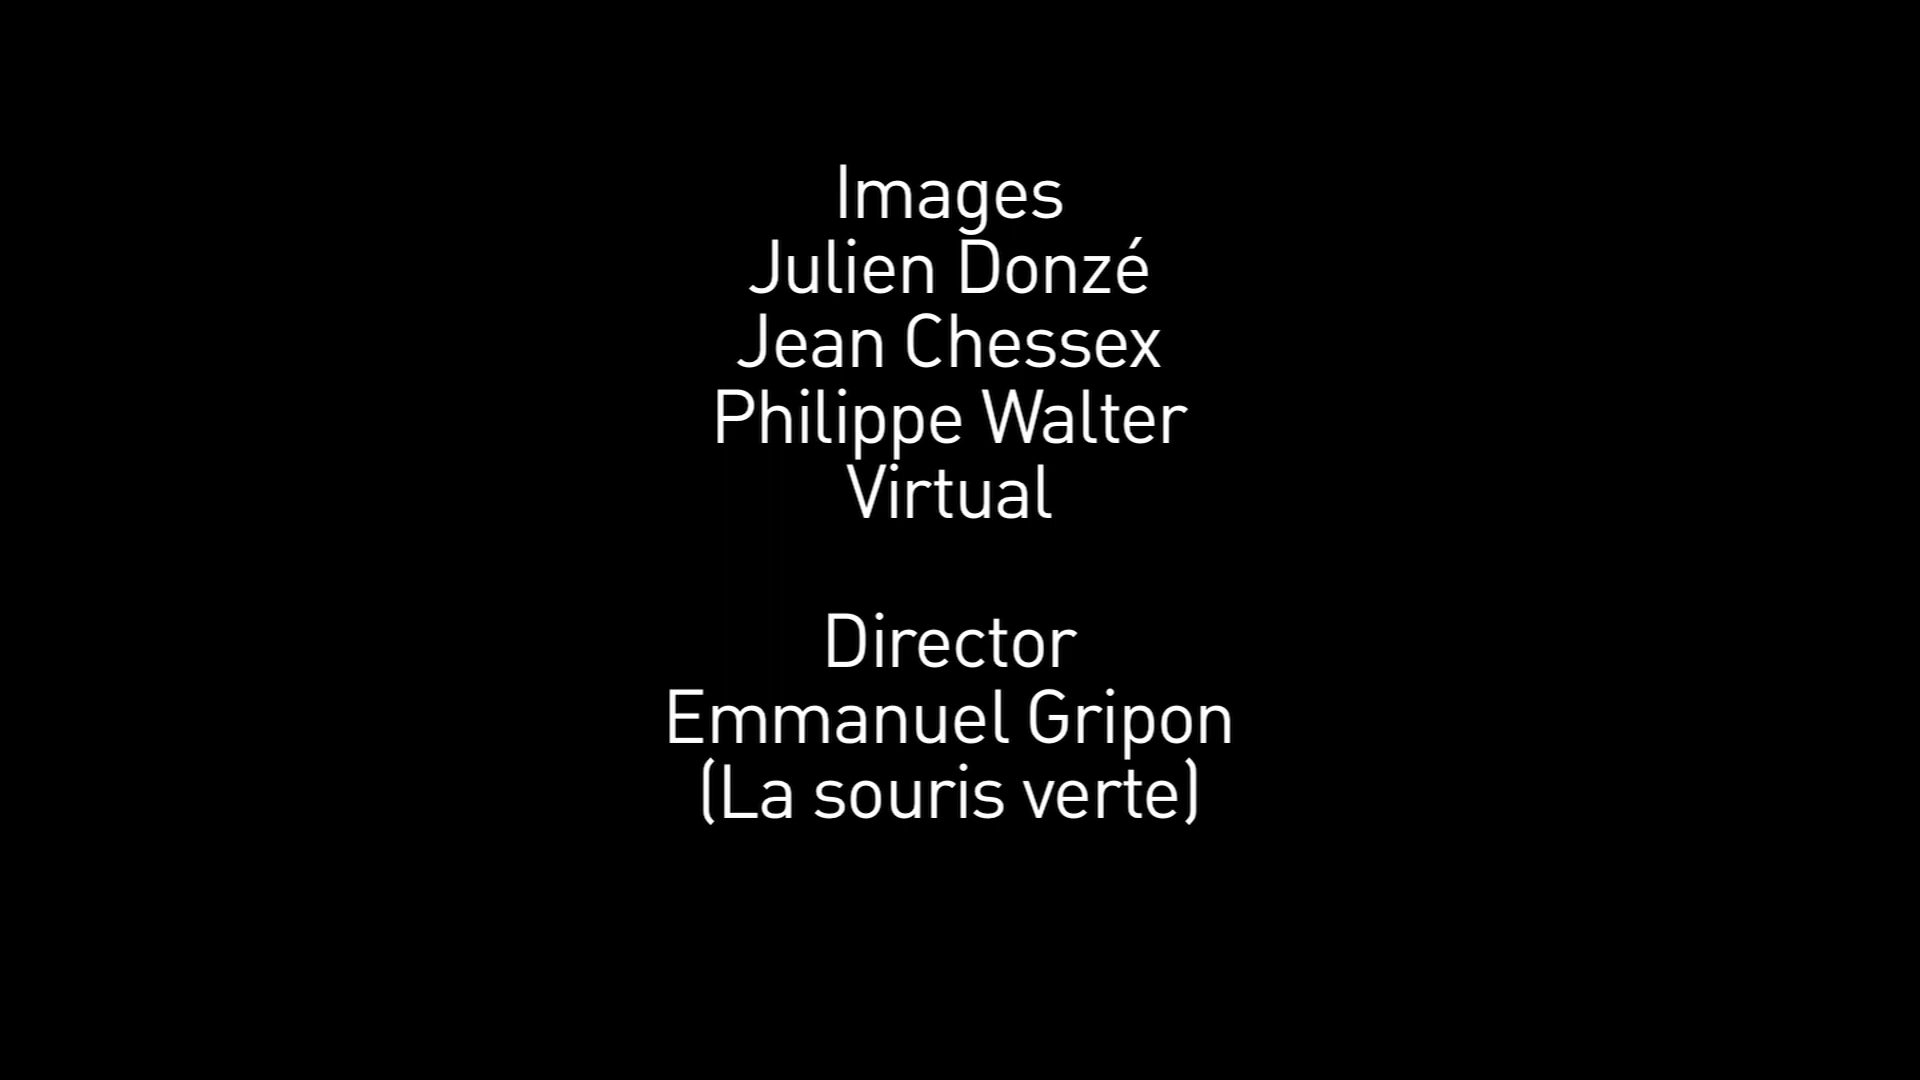 Images
Julien Donzé
Jean Chessex
Philippe Walter
Virtual
Director
Emmanuel Gripon
(La souris verte)